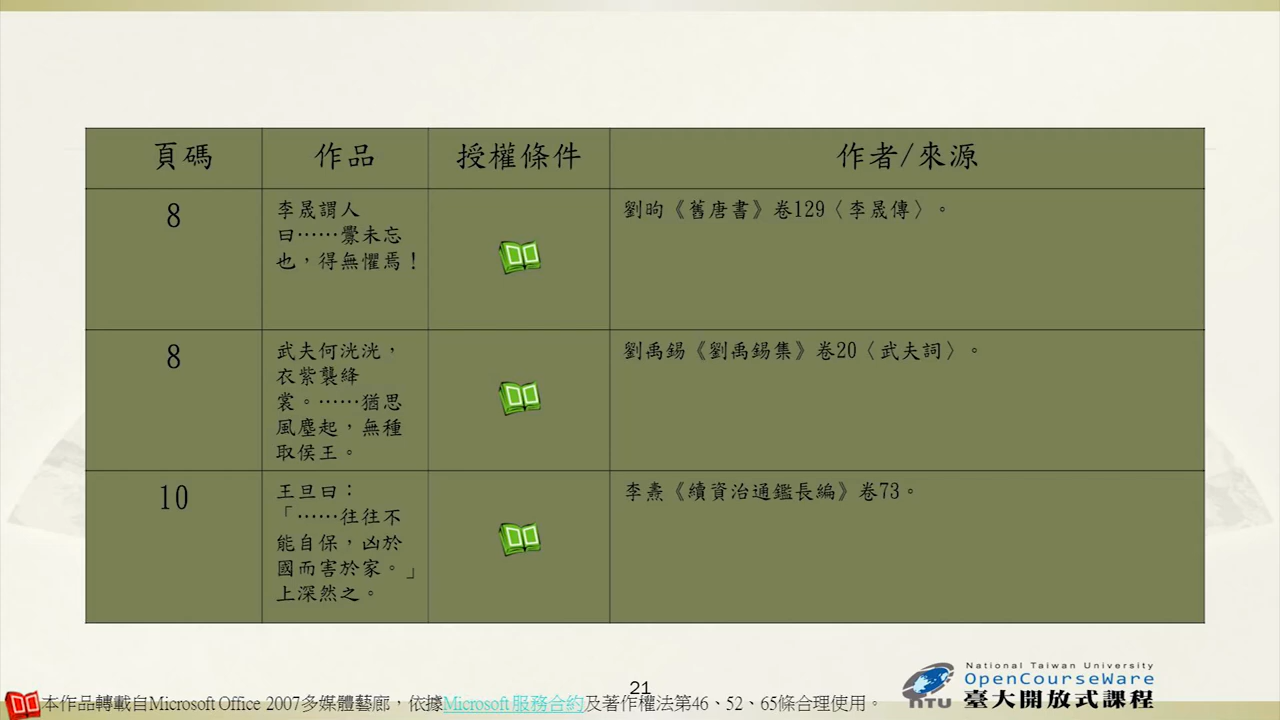 頁碼 作品 授權條件 作者/來源
8
李晟謂人
曰……釁未忘
也，得無懼焉！
劉昫《舊唐書》卷129〈李晟傳〉。
8
武夫何洸洸，
衣紫襲絳
裳。……猶思
風塵起，無種
取侯王。
劉禹錫《劉禹錫集》卷20〈武夫詞〉。
10
王旦曰：
「……往往不
能自保，凶於
國而害於家。」
上深然之。
李燾《續資治通鑑長編》卷73。
21
本作品轉載自Microsoft Office 2007多媒體藝廊，依據Microsoft 服務合約及著作權法第46、52、65條合理使用。
National Taiwan University
OpenCourseWare
NTU 臺大開放式課程